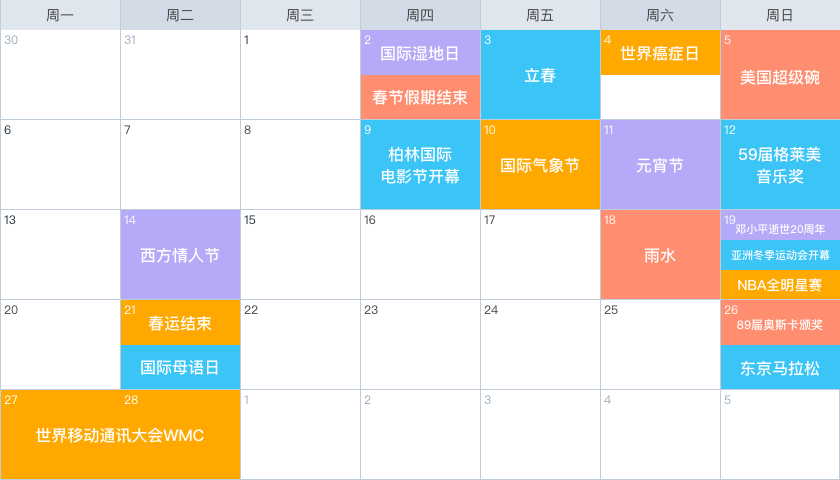 周一 周二 周三 周四 周五 周六 周日
30 31 1 2 3 4 5
国际湿地日
春节假期结束
立春
世界癌症日
美国超级碗
6 7 8 9 10 11 12
柏林国际
电影节开幕
国际气象节
元宵节
59届格莱美
音乐奖
13 14 15 16 17 18 19
西方情人节
雨水
邓小平逝世20周年
亚洲冬季运动会开幕
NBA全明星赛
20 21 22 23 24 25 26
春运结束
国际母语日
89届奥斯卡颁奖
东京马拉松
27 28 1 2 3 4 5
世界移动通讯大会WMC